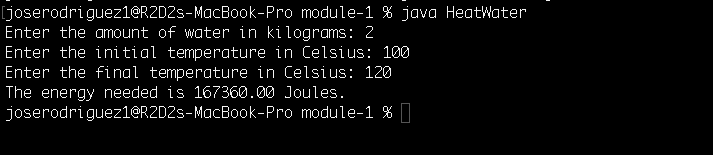 [joserodriguez1@R2D2s-MacBook-Pro module-1 % java HeatWater
Enter the amount of water in kilograms: 2
Enter the initial temperature in Celsius: 100
Enter the final temperature in Celsius: 120
The energy needed is 167360.00 Joules.
joserodriguez1@R2D2s-MacBook-Pro module-1 %